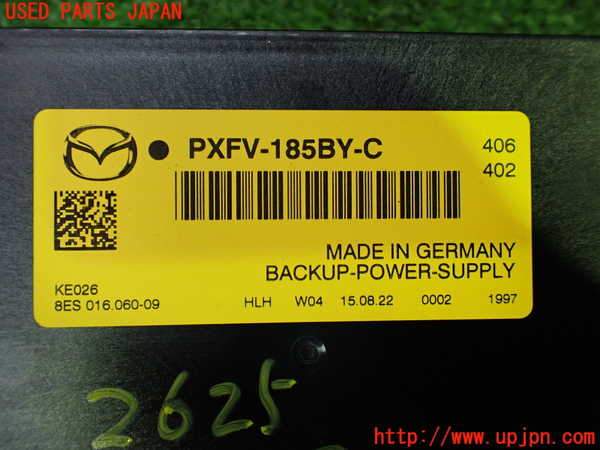 USED PARTS JAPAN
PXFV-185BY-C
406
402
MADE IN GERMANY
BACKUP-POWER-SUPPLY
KE026
8ES 016.060-09 HLH W04 15.08.22 0002 1997
2625
http://www.upjpn.com/